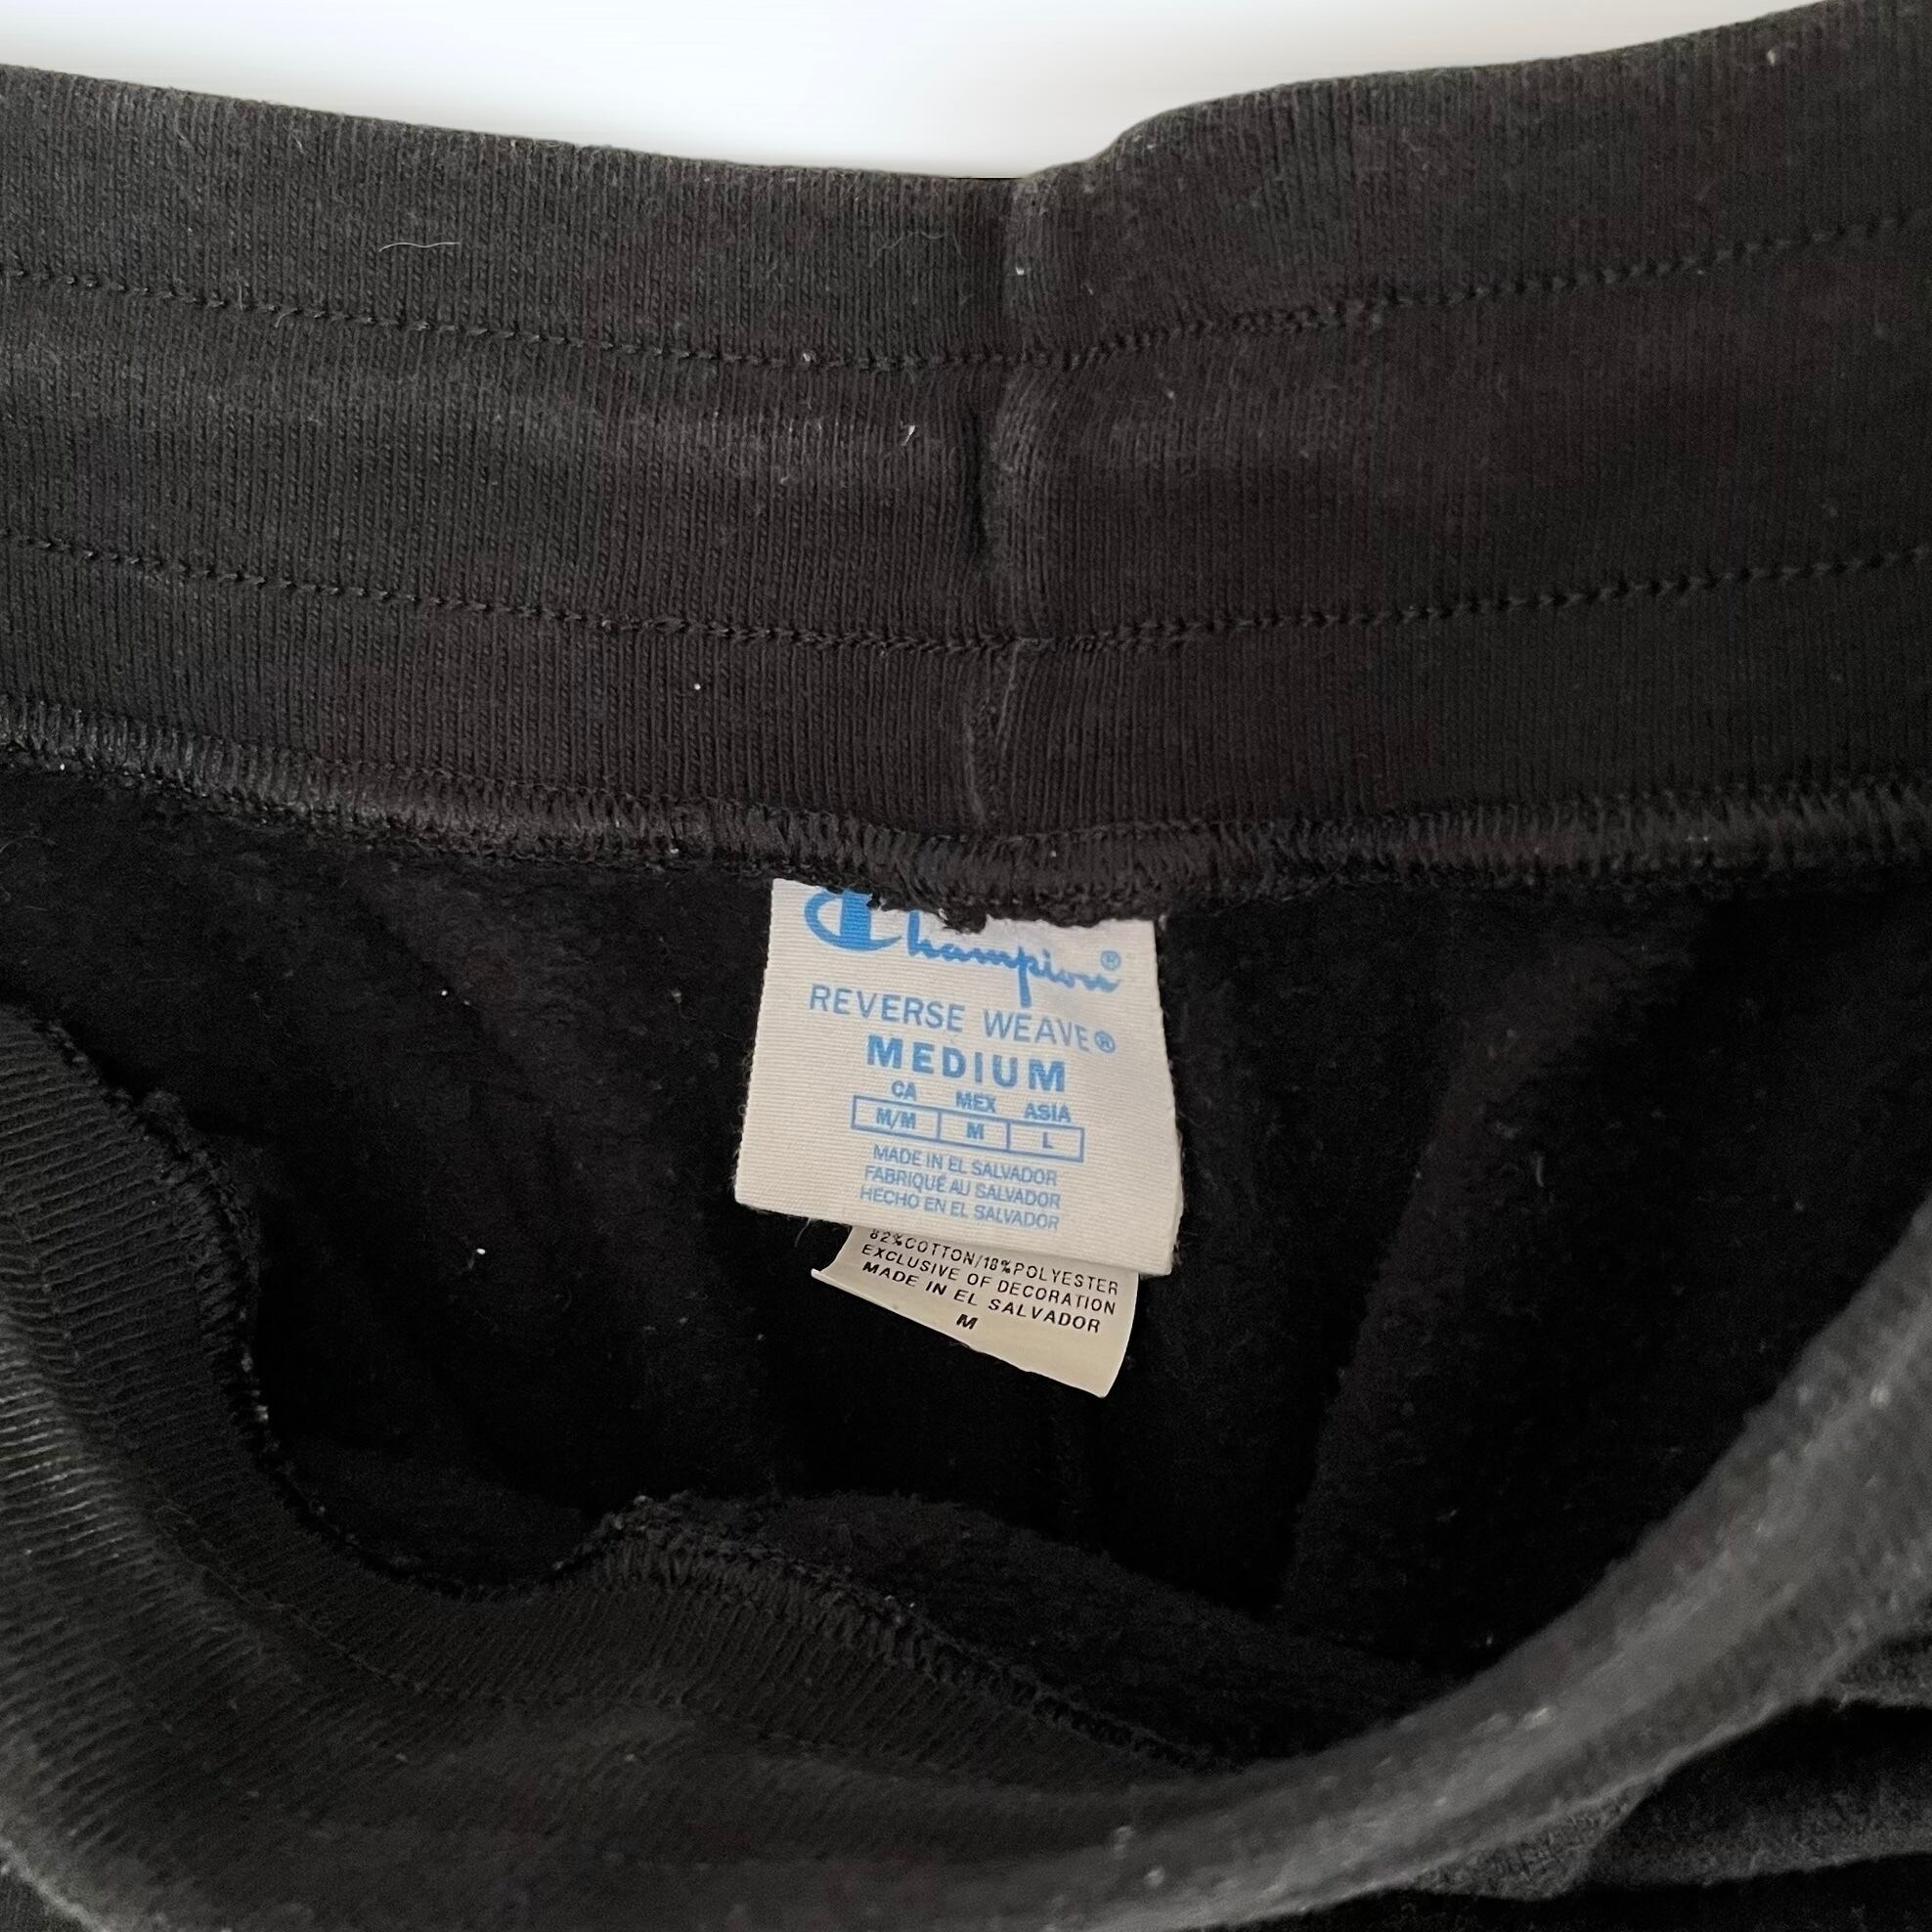 Champion®
REVERSE WEAVE®
MEDIUM
CA MEX ASIA
M/M M L
MADE IN EL SALVADOR
FABRIQUÉ AU SALVADOR
HECHO EN EL SALVADOR
82%COTTON/18%POLYESTER
EXCLUSIVE OF DECORATION
MADE IN EL SALVADOR
M